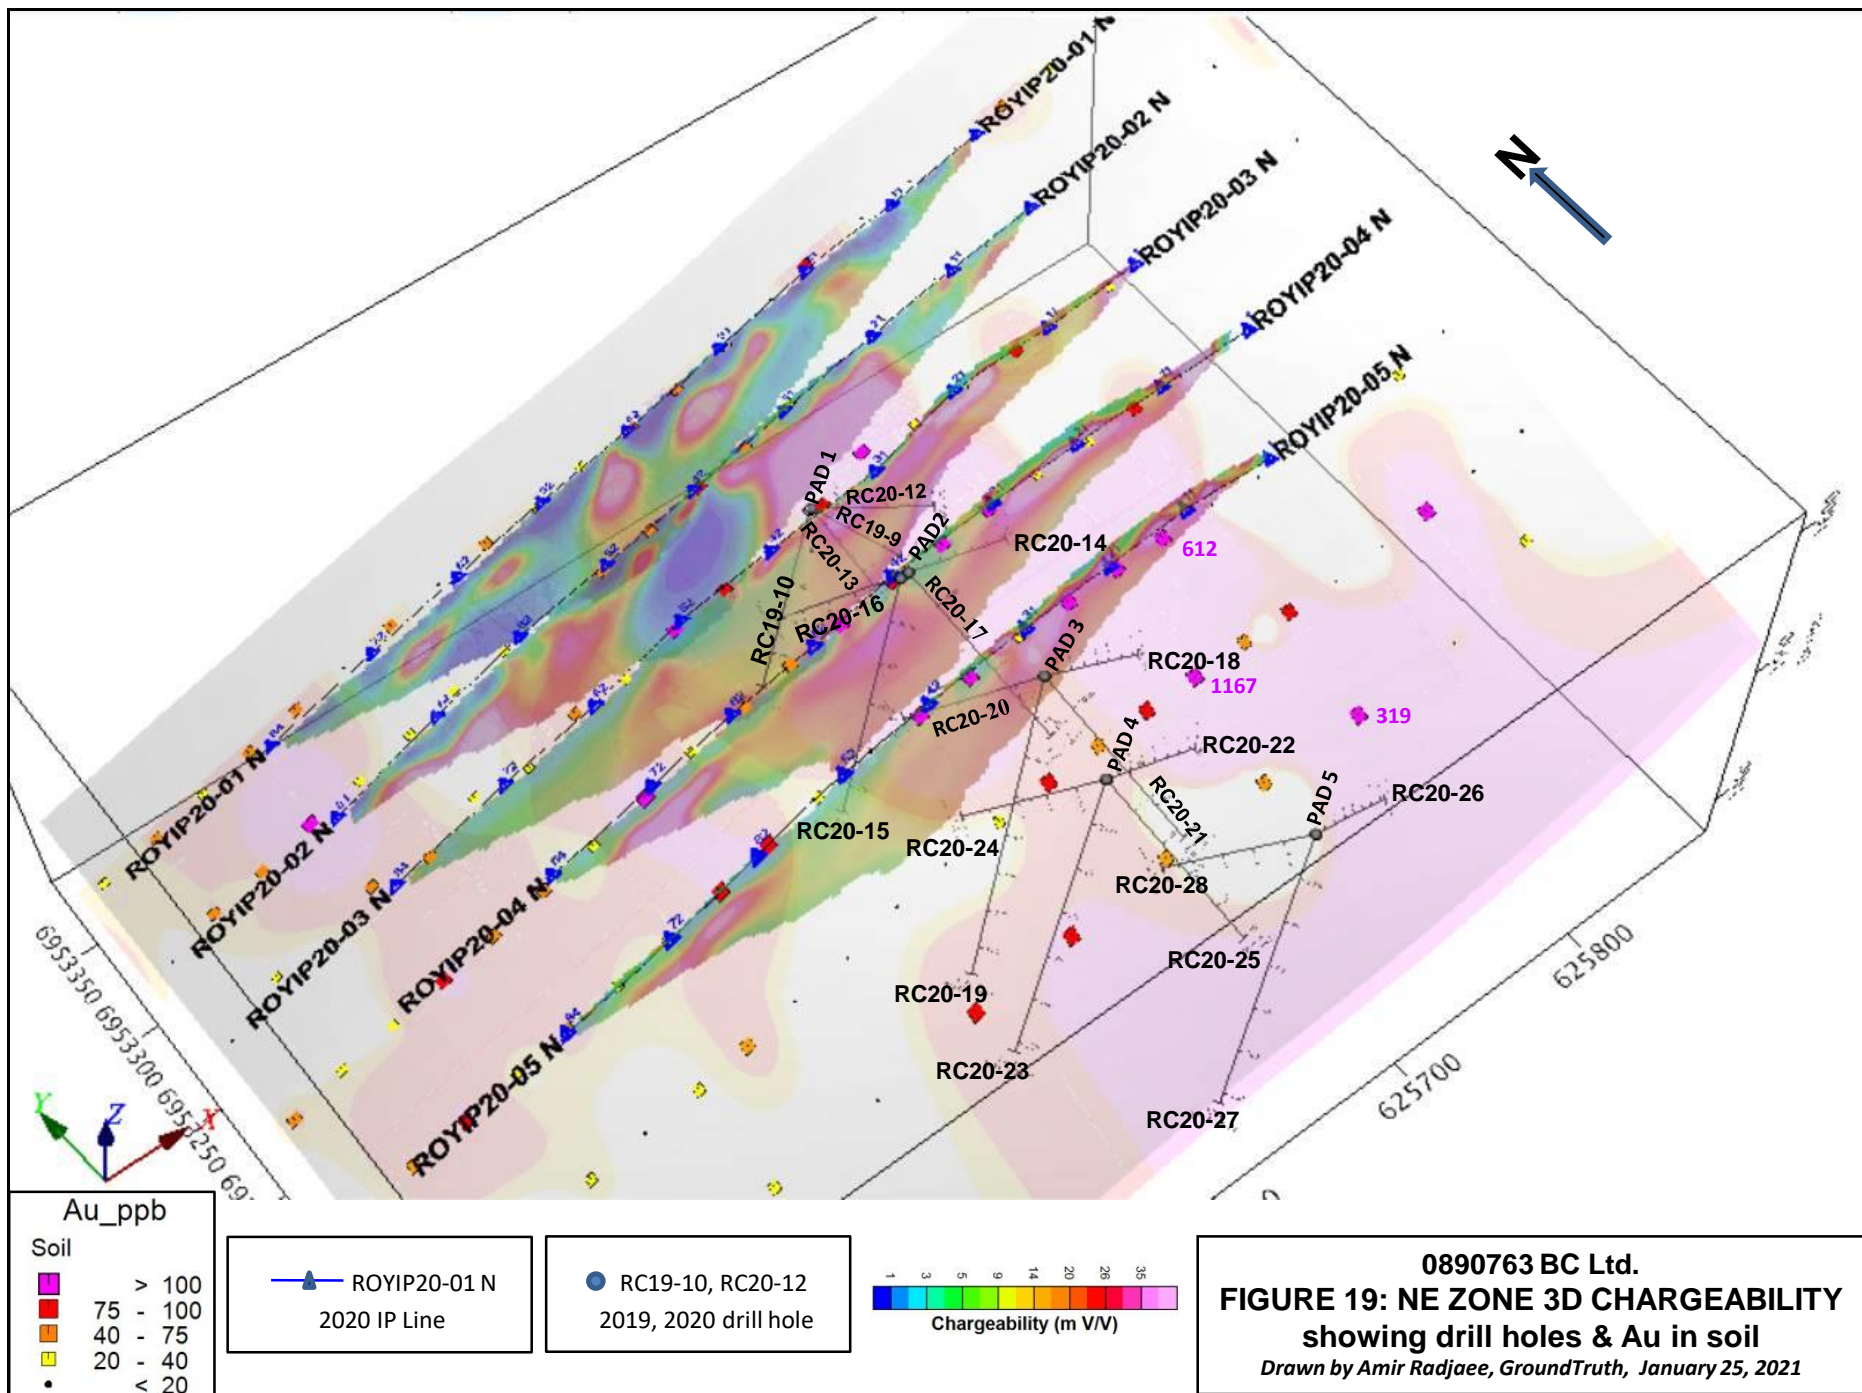 ROYIP20-01 N
ROYIP20-02 N
ROYIP20-03 N
ROYIP20-04 N
ROYIP20-05 N
N
PAD 1
RC20-12
RC19-9
PAD2
RC20-13
RC20-14
RC19-10
RC20-16
RC20-17
612
PAD 3
RC20-18
1167
319
RC20-20
PAD 4
RC20-22
RC20-21
PAD 5
RC20-26
RC20-15
RC20-24
RC20-28
RC20-25
RC20-19
RC20-23
RC20-27
ROYIP20-01 N
ROYIP20-02 N
ROYIP20-03 N
ROYIP20-04 N
ROYIP20-05 N
6953350
6953300
6953250
625800
625700
Y
Z
X
Au_ppb
Soil
> 100
75 - 100
40 - 75
20 - 40
< 20
ROYIP20-01 N
2020 IP Line
RC19-10, RC20-12
2019, 2020 drill hole
1 3 5 9 14 20 26 35
Chargeability (m V/V)
0890763 BC Ltd.
FIGURE 19: NE ZONE 3D CHARGEABILITY
showing drill holes & Au in soil
Drawn by Amir Radjaee, GroundTruth, January 25, 2021